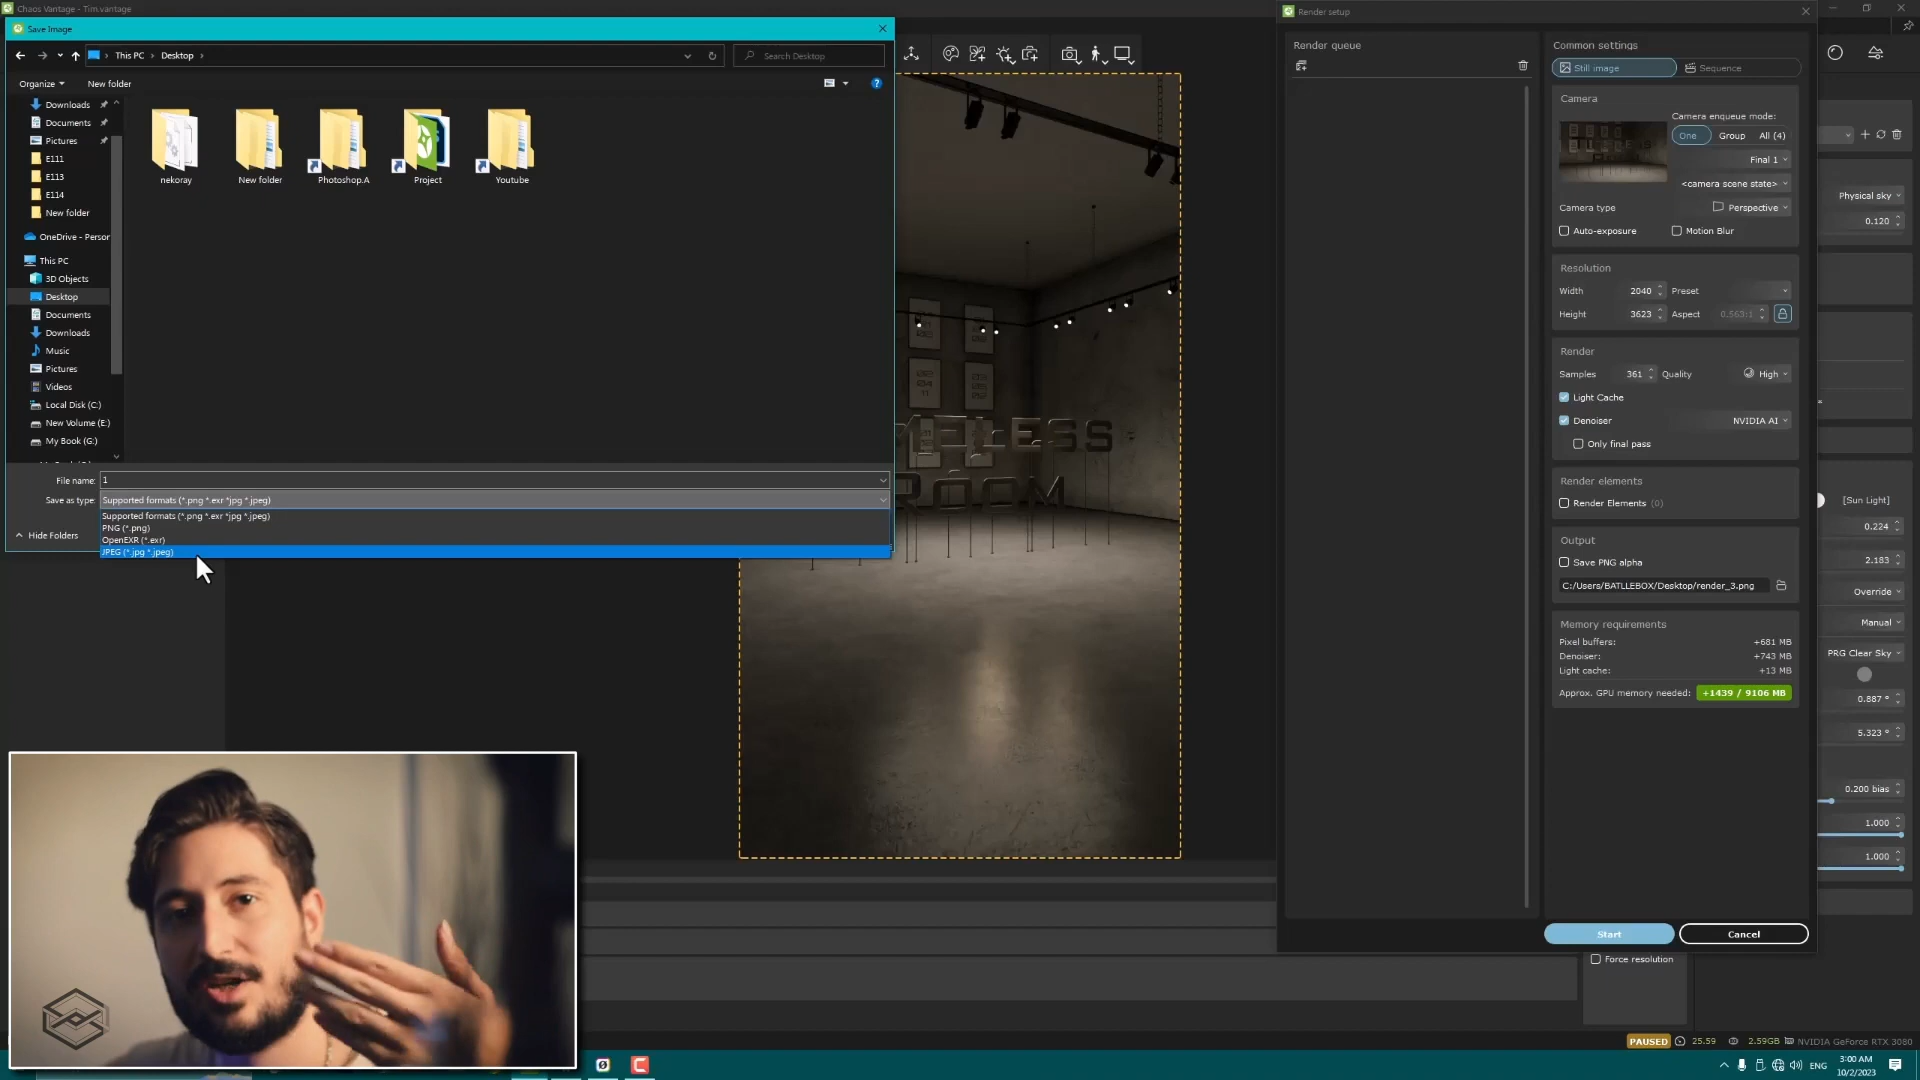 Chaos Vantage - Tim.vantage
Save Image
This PC > Desktop >
Search Desktop
Organize
New folder
Downloads
Documents
Pictures
E111
E113
E114
New folder
OneDrive - Person
This PC
3D Objects
Desktop
Documents
Downloads
Music
Pictures
Videos
Local Disk (C:)
New Volume (E:)
My Book (G:)
nekoray
New folder
Photoshop.A
Project
Youtube
File name: 1
Save as type: Supported formats (*.png *.exr *jpg *.jpeg)
Supported formats (*.png *.exr *jpg *.jpeg)
PNG (*.png)
OpenEXR (*.exr)
JPEG (*.jpg *.jpeg)
Hide Folders
MELESS
ROOM
Render setup
Render queue
Common settings
Still image
Sequence
Camera
Camera enqueue mode:
One Group All (4)
Final 1
<camera scene state>
Camera type Perspective
Auto-exposure Motion Blur
Resolution
Width 2040 Preset
Height 3623 Aspect 0.563:1
Render
Samples 361 Quality High
Light Cache
Denoiser NVIDIA AI
Only final pass
Render elements
Render Elements (0)
Output
Save PNG alpha
C:/Users/BATLLEBOX/Desktop/render_3.png
Memory requirements
Pixel buffers: +681 MB
Denoiser: +743 MB
Light cache: +13 MB
Approx. GPU memory needed: +1439 / 9106 MB
Start
Cancel
Force resolution
Physical sky
0.120
[Sun Light]
0.224
2.183
Override
Manual
PRG Clear Sky
0.887 °
5.323 °
0.200 bias
1.000
1.000
PAUSED 25.59 2.59GB NVIDIA GeForce RTX 3080
ENG
3:00 AM
10/2/2023